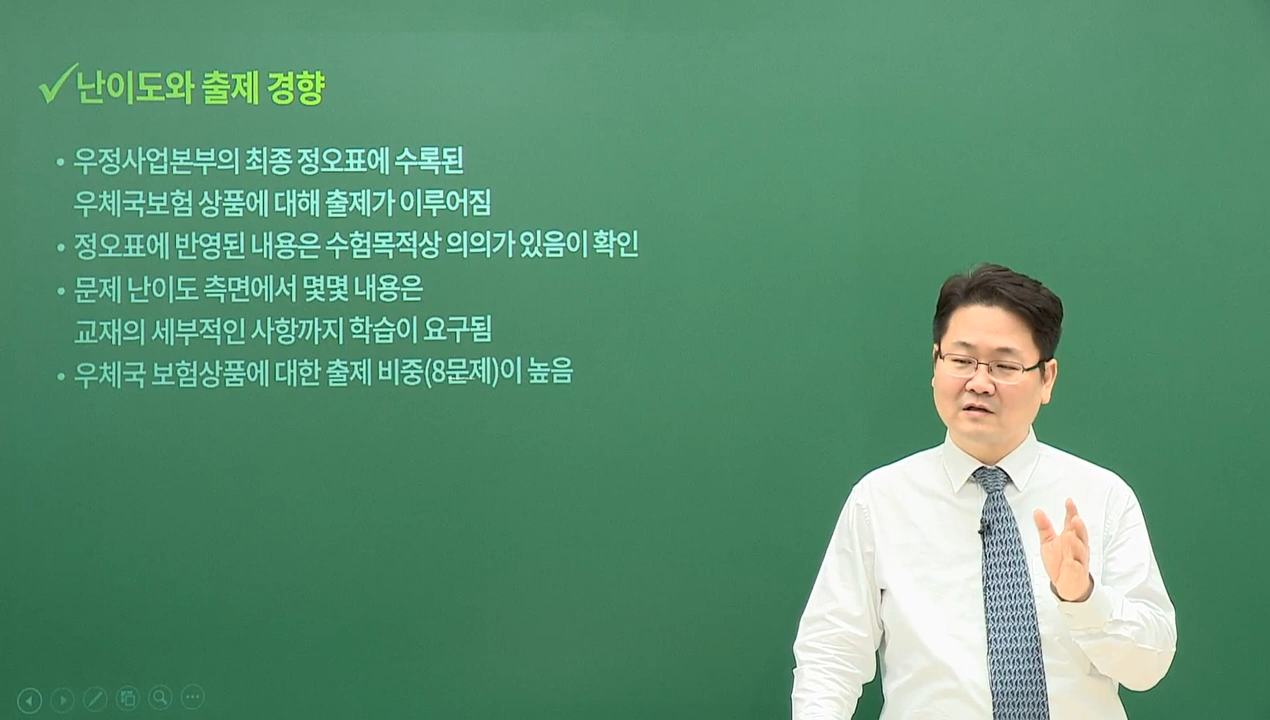 난이도와 출제 경향
• 우정사업본부의 최종 정오표에 수록된
우체국보험 상품에 대해 출제가 이루어짐
• 정오표에 반영된 내용은 수험목적상 의의가 있음이 확인
• 문제 난이도 측면에서 몇몇 내용은
교재의 세부적인 사항까지 학습이 요구됨
• 우체국 보험상품에 대한 출제 비중(8문제)이 높음